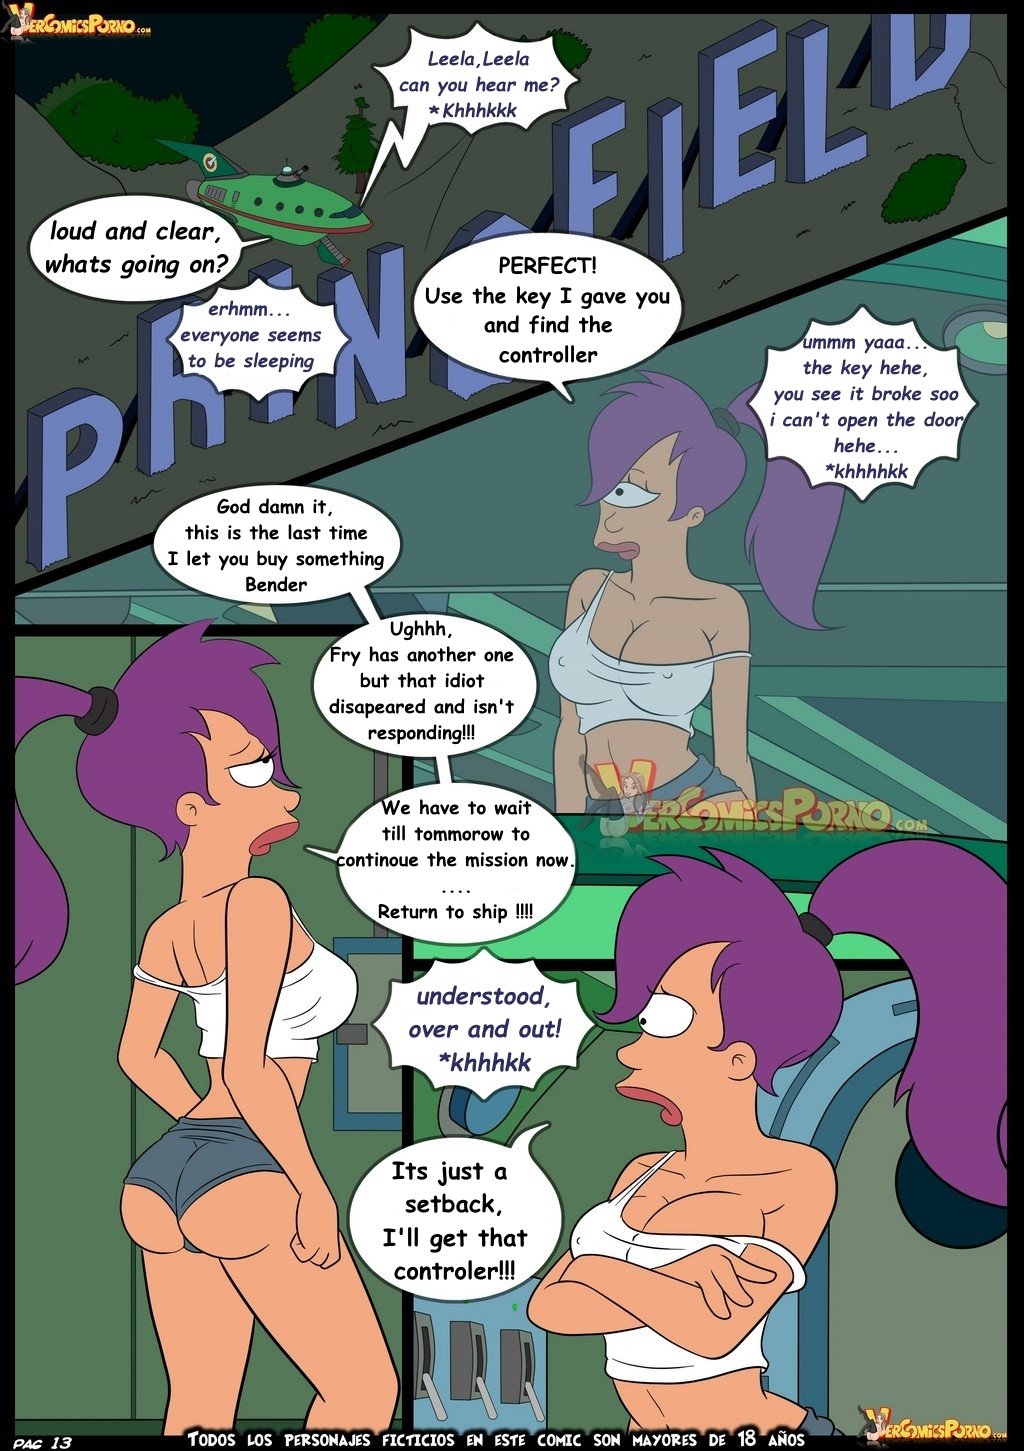 VERCOMICSPORNO.COM
Leela,Leela
can you hear me?
*Khhhkkk
loud and clear,
whats going on?
erhmm...
everyone seems
to be sleeping
PERFECT!
Use the key I gave you
and find the
controller
ummm yaaa...
the key hehe,
you see it broke soo
i can't open the door
hehe...
*khhhhkk
PRINGFIELD
God damn it,
this is the last time
I let you buy something
Bender
Ughhh,
Fry has another one
but that idiot
disapeared and isn't
responding!!!
We have to wait
till tommorow to
continoue the mission now.
....
Return to ship !!!!
VERCOMICSPORNO.COM
understood,
over and out!
*khhhkk
Its just a
setback,
I'll get that
controler!!!
PAG 13
TODOS LOS PERSONAJES FICTICIOS EN ESTE COMIC SON MAYORES DE 18 AÑOS
VERCOMICSPORNO.COM